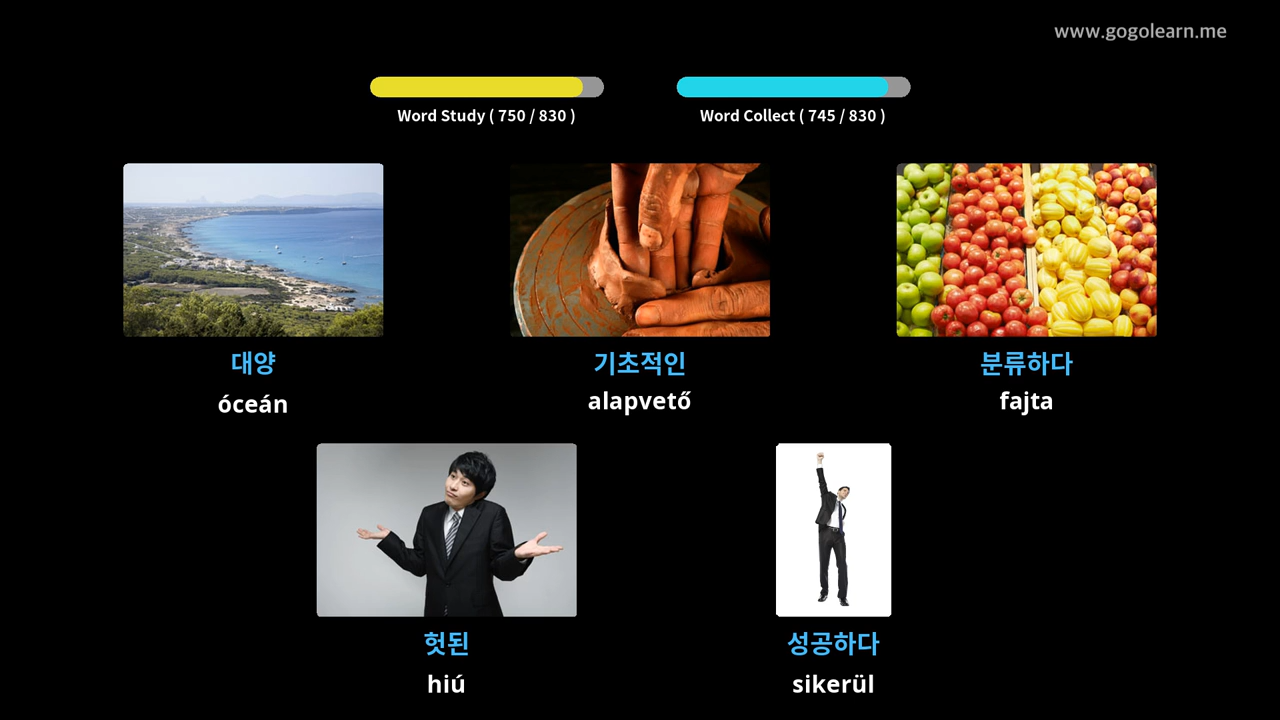 www.gogolearn.me
Word Study ( 750 / 830 )
Word Collect ( 745 / 830 )
대양
기초적인
분류하다
óceán
alapvető
fajta
헛된
성공하다
hiú
sikerül